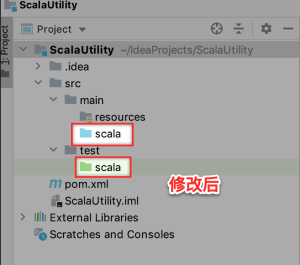 ScalaUtility
1: Project
Project
ScalaUtility ~/IdeaProjects/ScalaUtility
.idea
src
main
resources
scala
test
scala
修改后
pom.xml
ScalaUtility.iml
External Libraries
Scratches and Consoles